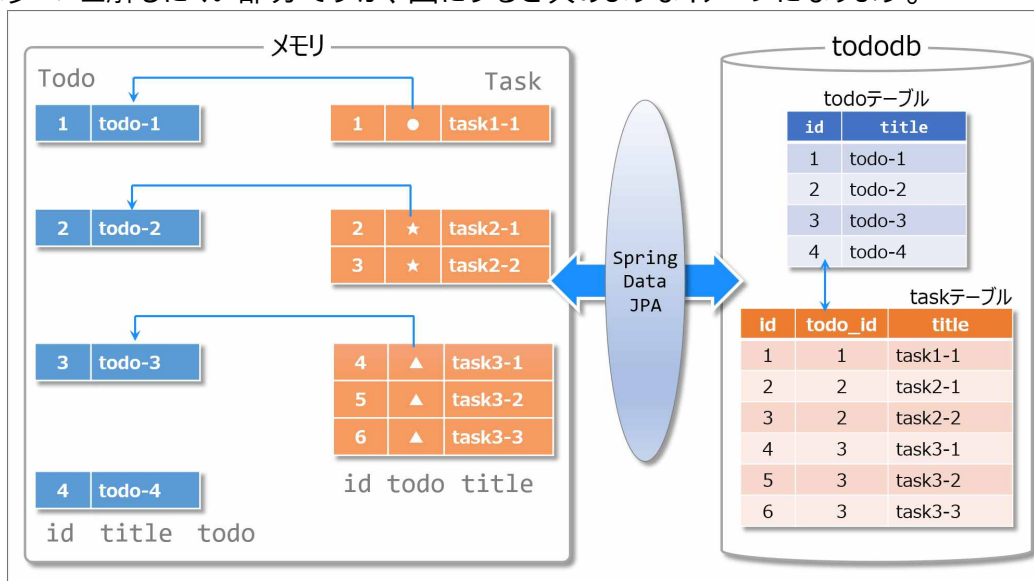 メモリ
Todo
Task
1 todo-1
1 ● task1-1
2 todo-2
2 ★ task2-1
3 ★ task2-2
3 todo-3
4 ▲ task3-1
5 ▲ task3-2
6 ▲ task3-3
4 todo-4
id todo title
id title todo
Spring
Data
JPA
tododb
todoテーブル
id title
1 todo-1
2 todo-2
3 todo-3
4 todo-4
taskテーブル
id todo_id title
1 1 task1-1
2 2 task2-1
3 2 task2-2
4 3 task3-1
5 3 task3-2
6 3 task3-3